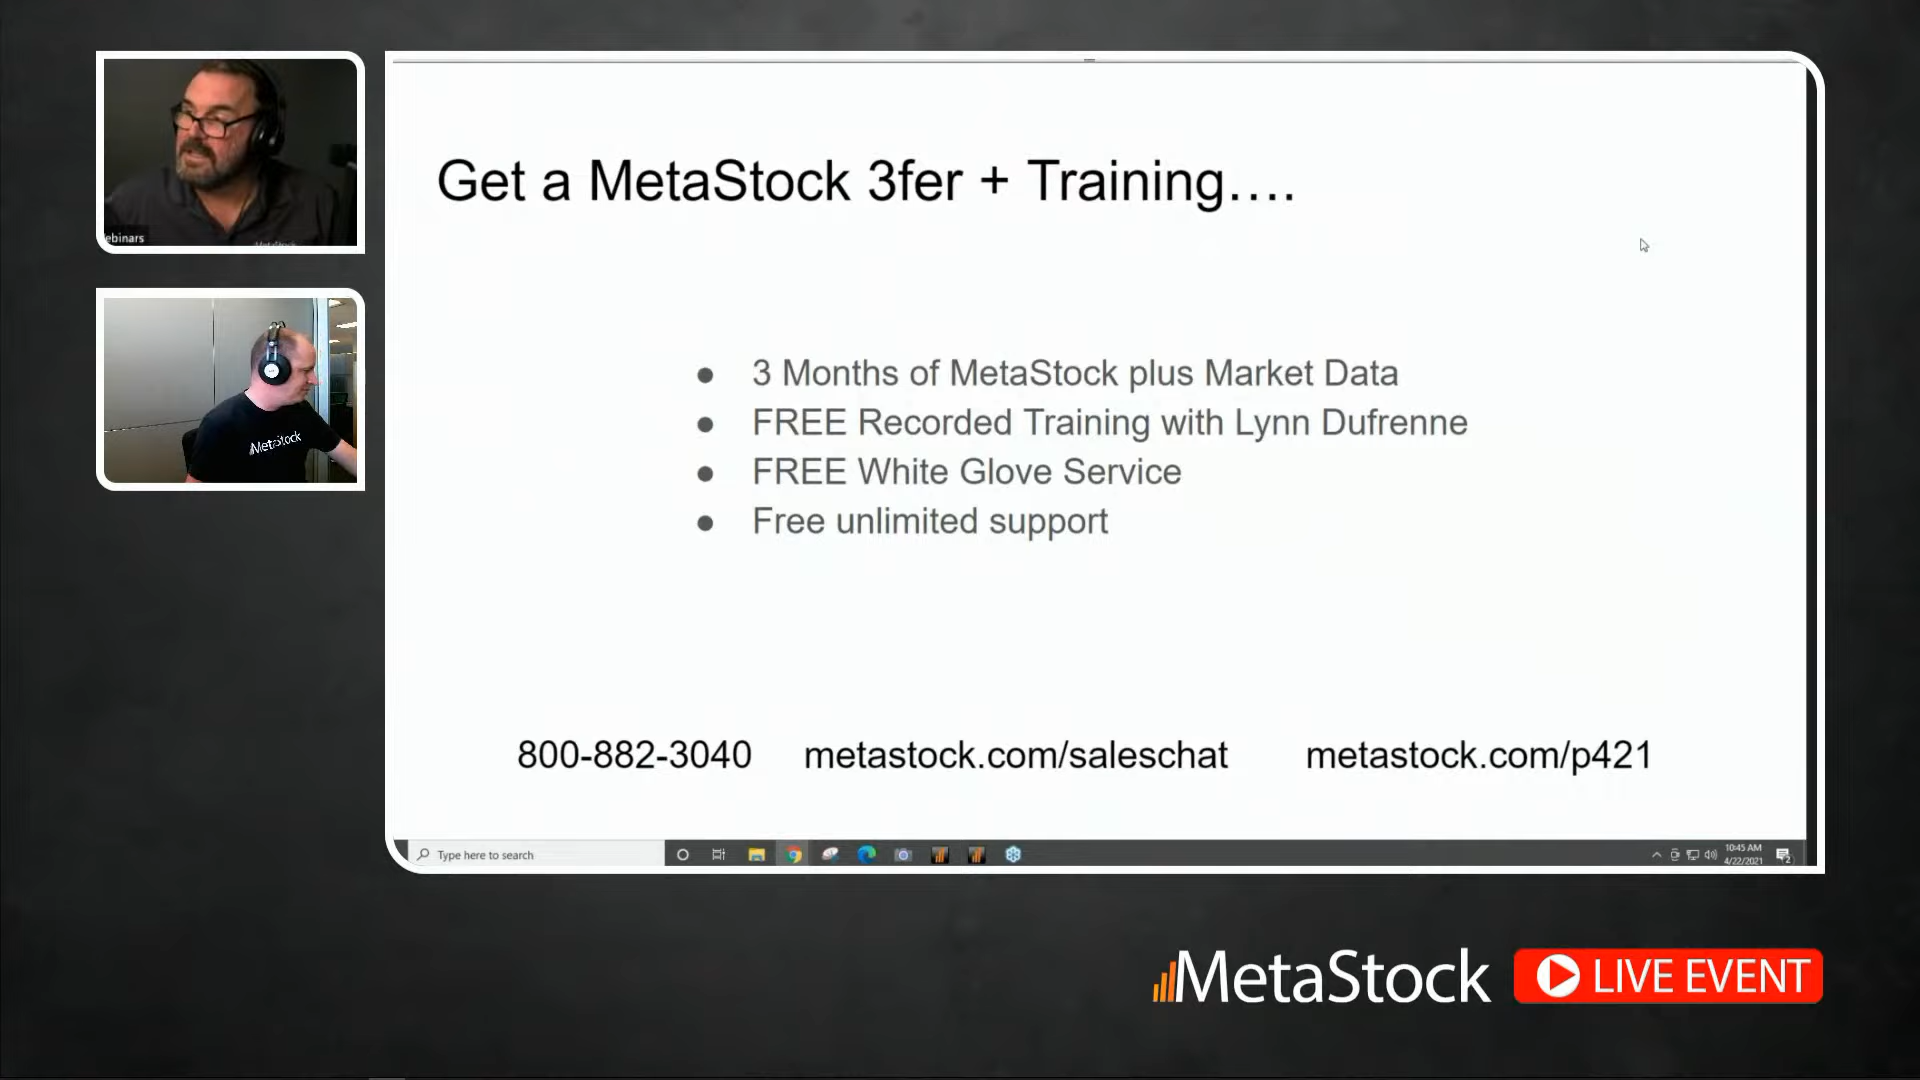 ebinars
MetaStock
MetaStock
Get a MetaStock 3fer + Training….
● 3 Months of MetaStock plus Market Data
● FREE Recorded Training with Lynn Dufrenne
● FREE White Glove Service
● Free unlimited support
800-882-3040 metastock.com/saleschat metastock.com/p421
Type here to search
10:45 AM
4/22/2021
2
MetaStock LIVE EVENT